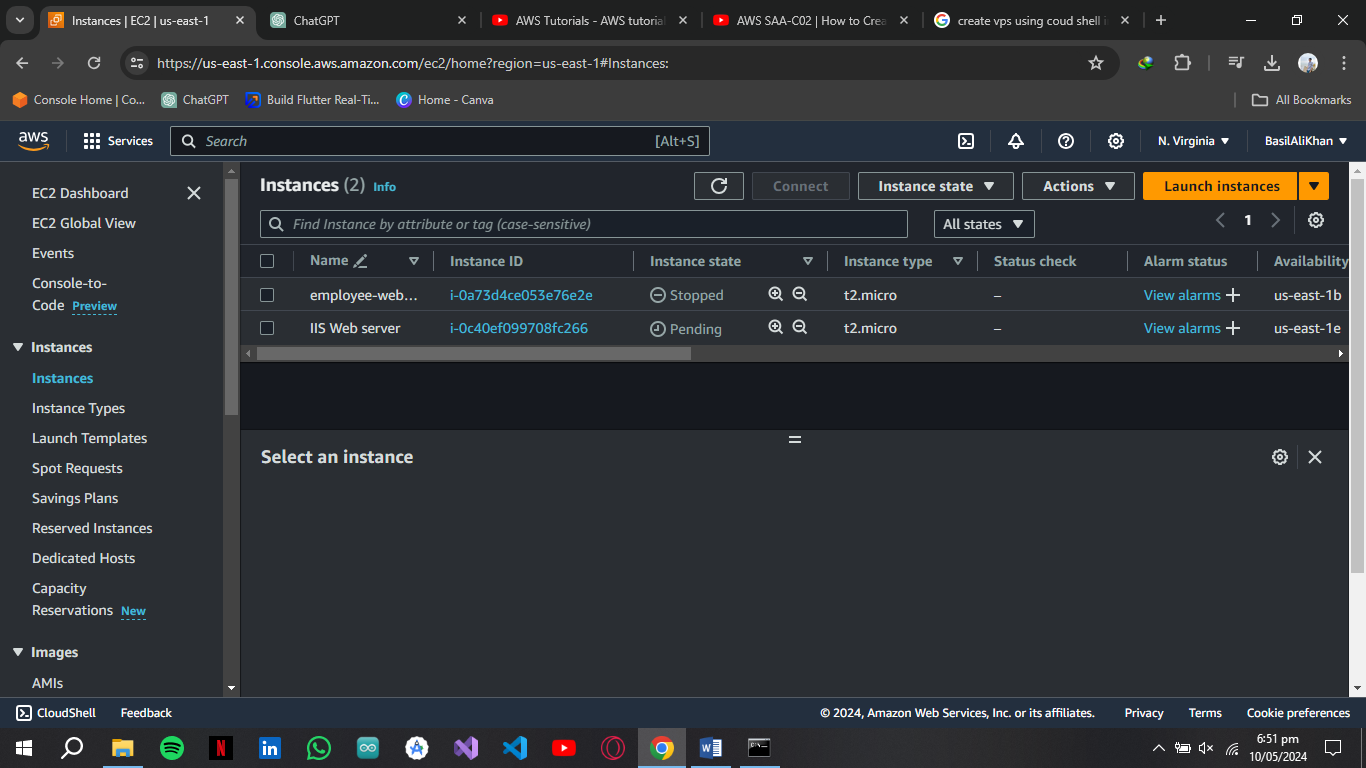 Instances | EC2 | us-east-1
ChatGPT
AWS Tutorials - AWS tutorial
AWS SAA-C02 | How to Crea
create vps using coud shell i
https://us-east-1.console.aws.amazon.com/ec2/home?region=us-east-1#Instances:
Console Home | Co...
ChatGPT
Build Flutter Real-Ti...
Home - Canva
All Bookmarks
aws
Services
Search
[Alt+S]
N. Virginia
BasilAliKhan
EC2 Dashboard
EC2 Global View
Events
Console-to-
Code Preview
Instances
Instances
Instance Types
Launch Templates
Spot Requests
Savings Plans
Reserved Instances
Dedicated Hosts
Capacity
Reservations New
Images
AMIs
Instances (2) Info
Connect
Instance state
Actions
Launch instances
Find Instance by attribute or tag (case-sensitive)
All states
1
Name Instance ID Instance state Instance type Status check Alarm status Availability
employee-web... i-0a73d4ce053e76e2e Stopped t2.micro – View alarms + us-east-1b
IIS Web server i-0c40ef099708fc266 Pending t2.micro – View alarms + us-east-1e
Select an instance
CloudShell
Feedback
© 2024, Amazon Web Services, Inc. or its affiliates.
Privacy
Terms
Cookie preferences
6:51 pm
10/05/2024